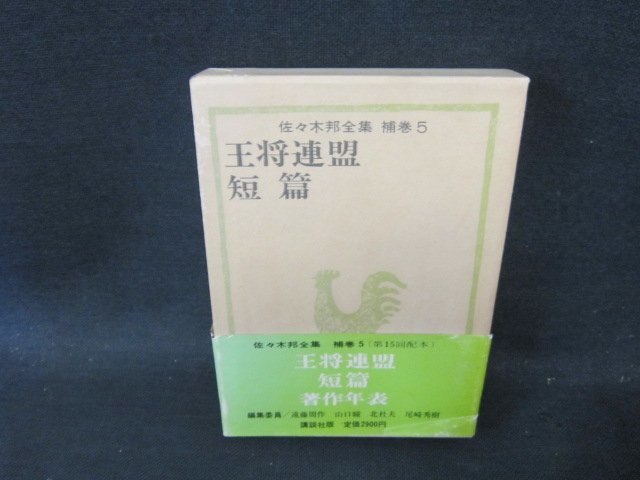 佐々木邦全集 補巻5
王将連盟
短篇
佐々木邦全集 補巻5〔第15回配本〕
王将連盟
短篇
著作年表
編集委員/遠藤周作 山口瞳 北杜夫 尾崎秀樹
講談社版 定価2900円